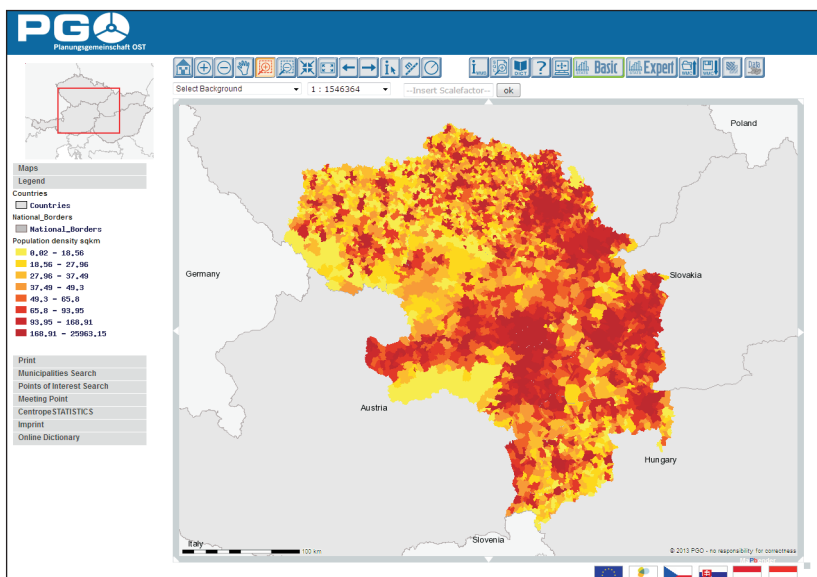 PGO
Planungsgemeinschaft OST
Basic
Expert
DICT
?
Select Background
1 : 1546364
--Insert Scalefactor--
ok
Maps
Legend
Countries
Countries
National_Borders
National_Borders
Population density sqkm
0.02 - 18.56
18.56 - 27.96
27.96 - 37.49
37.49 - 49.3
49.3 - 65.8
65.8 - 93.95
93.95 - 168.91
168.91 - 25963.15
Print
Municipalities Search
Points of Interest Search
Meeting Point
CentropeSTATISTICS
Imprint
Online Dictionary
Poland
Germany
Slovakia
Austria
Hungary
Italy
Slovenia
100 km
© 2013 PGO - no responsibility for correctness